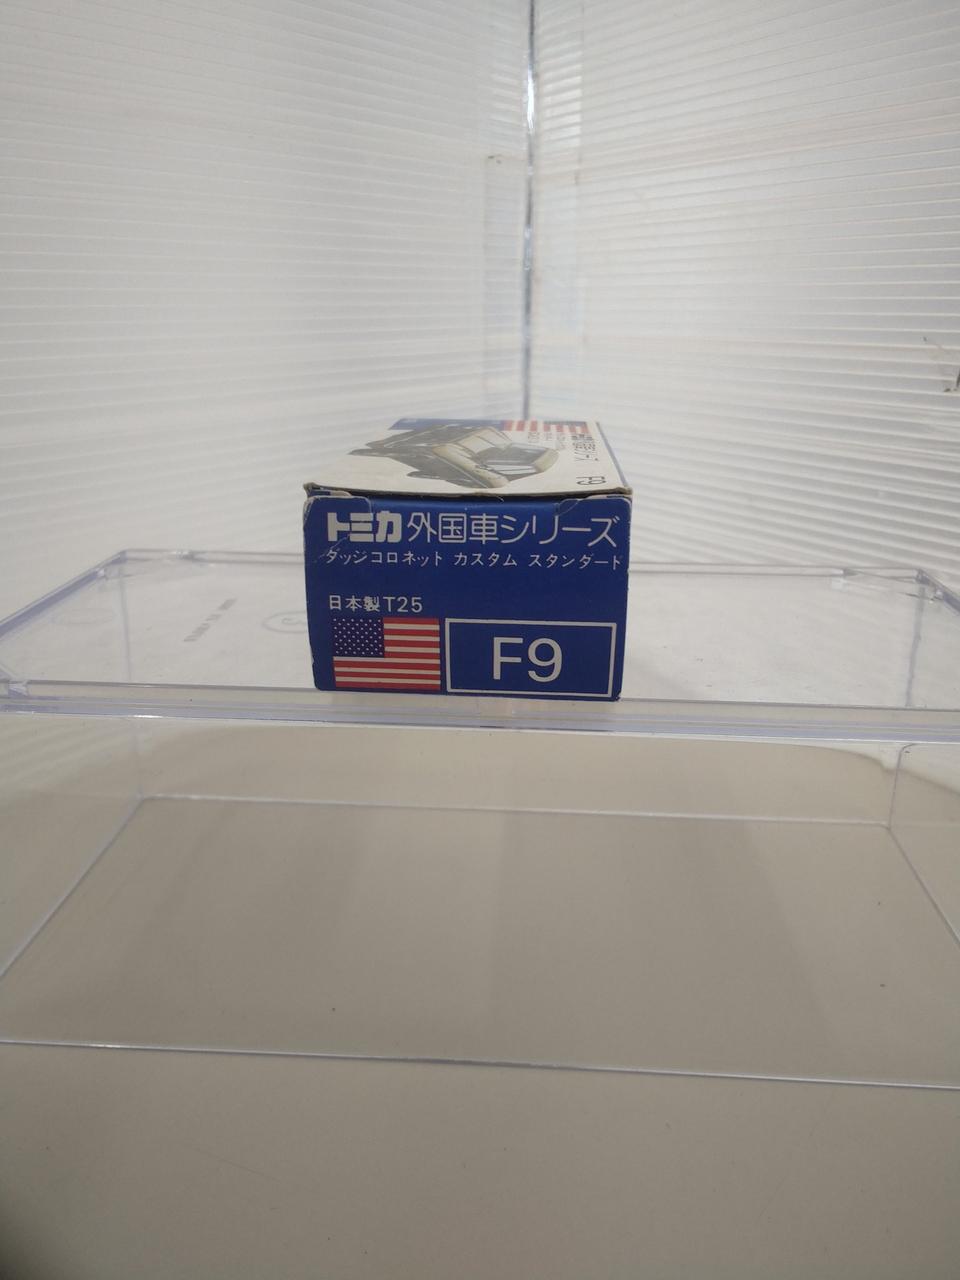 F9
トミカ外国車シリーズ
ダッジコロネット カスタム スタンダード
日本製T25
F9